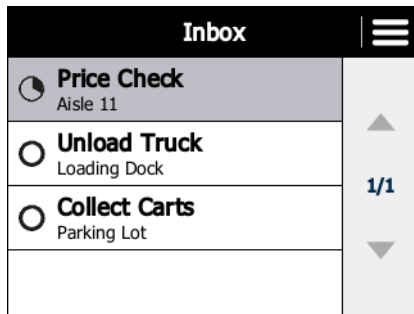 Inbox
Price Check
Aisle 11
Unload Truck
Loading Dock
1/1
Collect Carts
Parking Lot